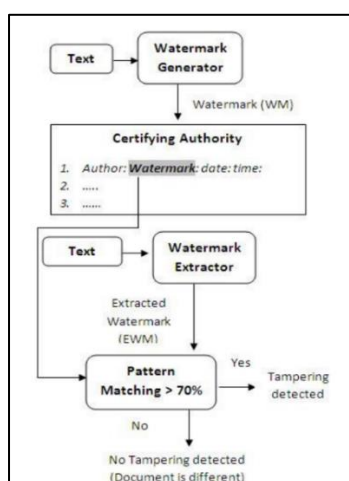 Text
Watermark
Generator
Watermark (WM)
Certifying Authority
1. Author: Watermark: date: time:
2. .....
3. ......
Text
Watermark
Extractor
Extracted
Watermark
(EWM)
Pattern
Matching > 70%
Yes
Tampering
detected
No
No Tampering detected
(Document is different)